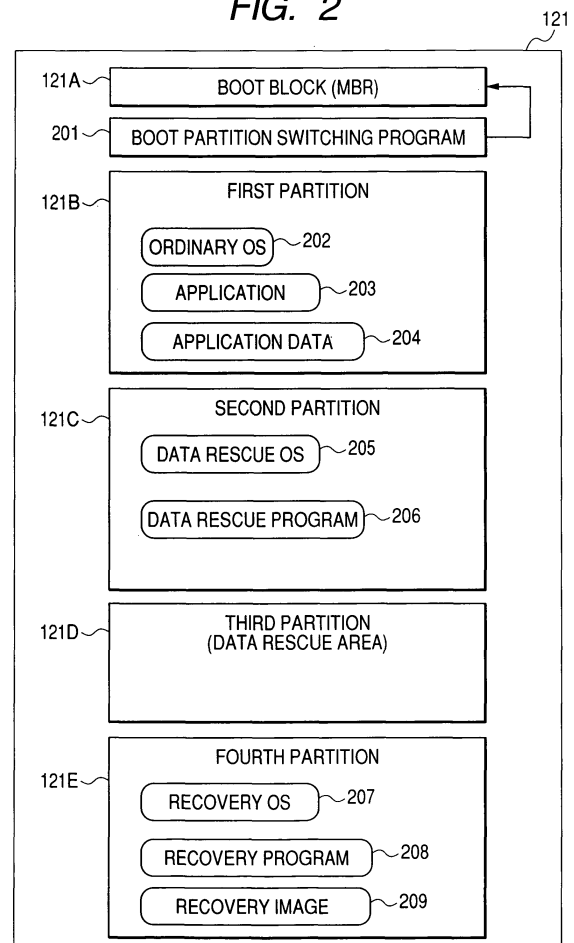 FIG. 2
121
121A
BOOT BLOCK (MBR)
201
BOOT PARTITION SWITCHING PROGRAM
121B
FIRST PARTITION
ORDINARY OS
202
APPLICATION
203
APPLICATION DATA
204
121C
SECOND PARTITION
DATA RESCUE OS
205
DATA RESCUE PROGRAM
206
121D
THIRD PARTITION
(DATA RESCUE AREA)
121E
FOURTH PARTITION
RECOVERY OS
207
RECOVERY PROGRAM
208
RECOVERY IMAGE
209